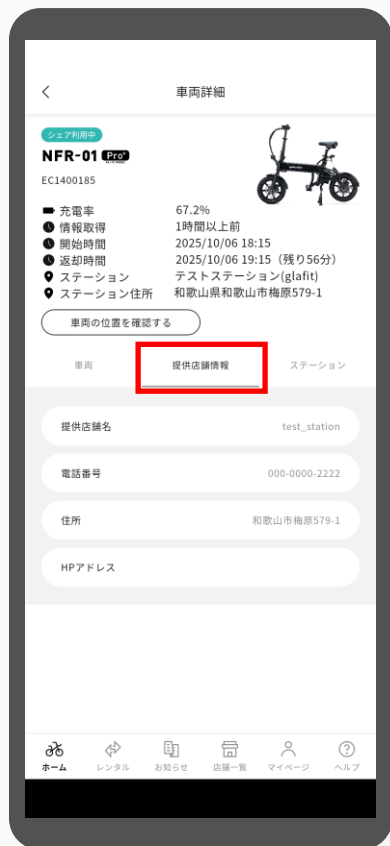 車両詳細
シェア利用中
NFR-01 Pro+
EC1400185
充電率 67.2%
情報取得 1時間以上前
開始時間 2025/10/06 18:15
返却時間 2025/10/06 19:15（残り56分）
ステーション テストステーション(glafit)
ステーション住所 和歌山県和歌山市梅原579-1
車両の位置を確認する
車両 提供店舗情報 ステーション
提供店舗名 test_station
電話番号 000-0000-2222
住所 和歌山市梅原579-1
HPアドレス
ホーム レンタル お知らせ 店舗一覧 マイページ ヘルプ